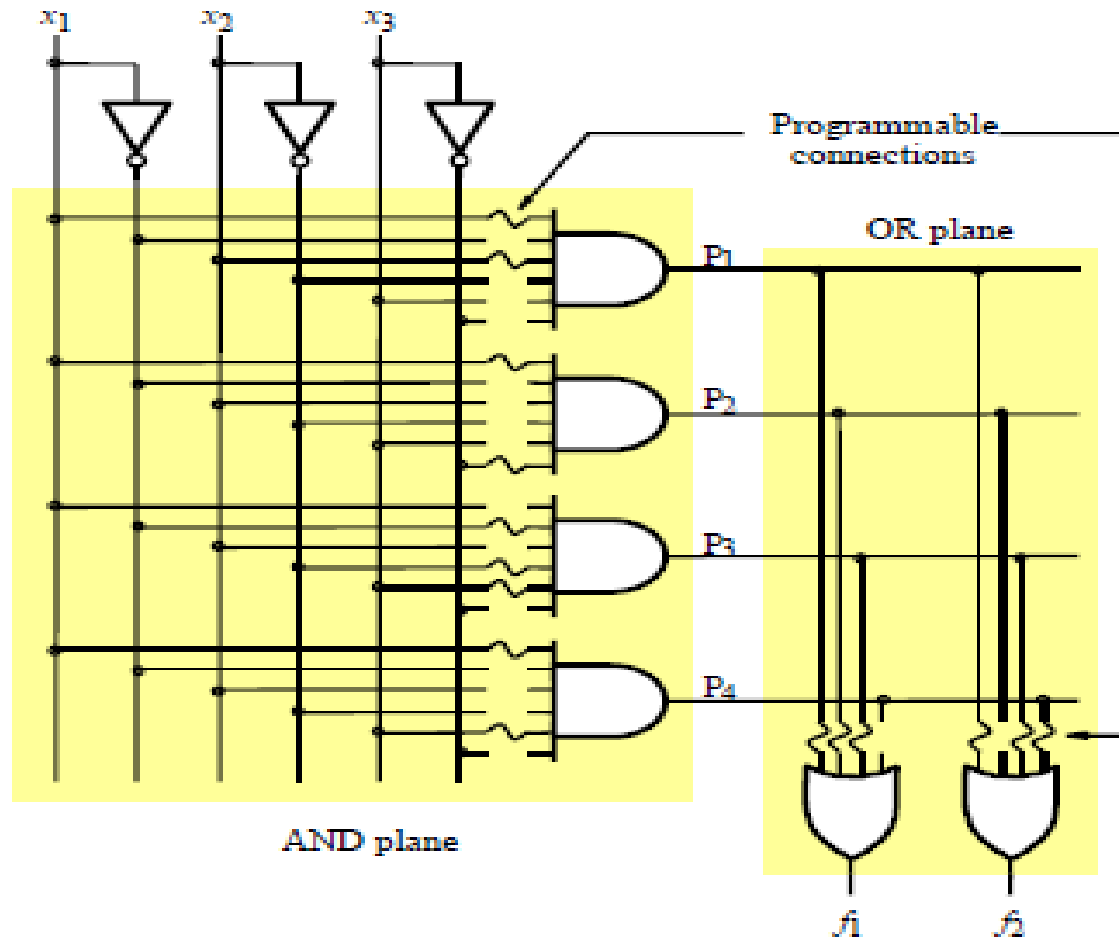 x1 x2 x3
Programmable
connections
OR plane
P1
P2
P3
P4
AND plane
f1 f2